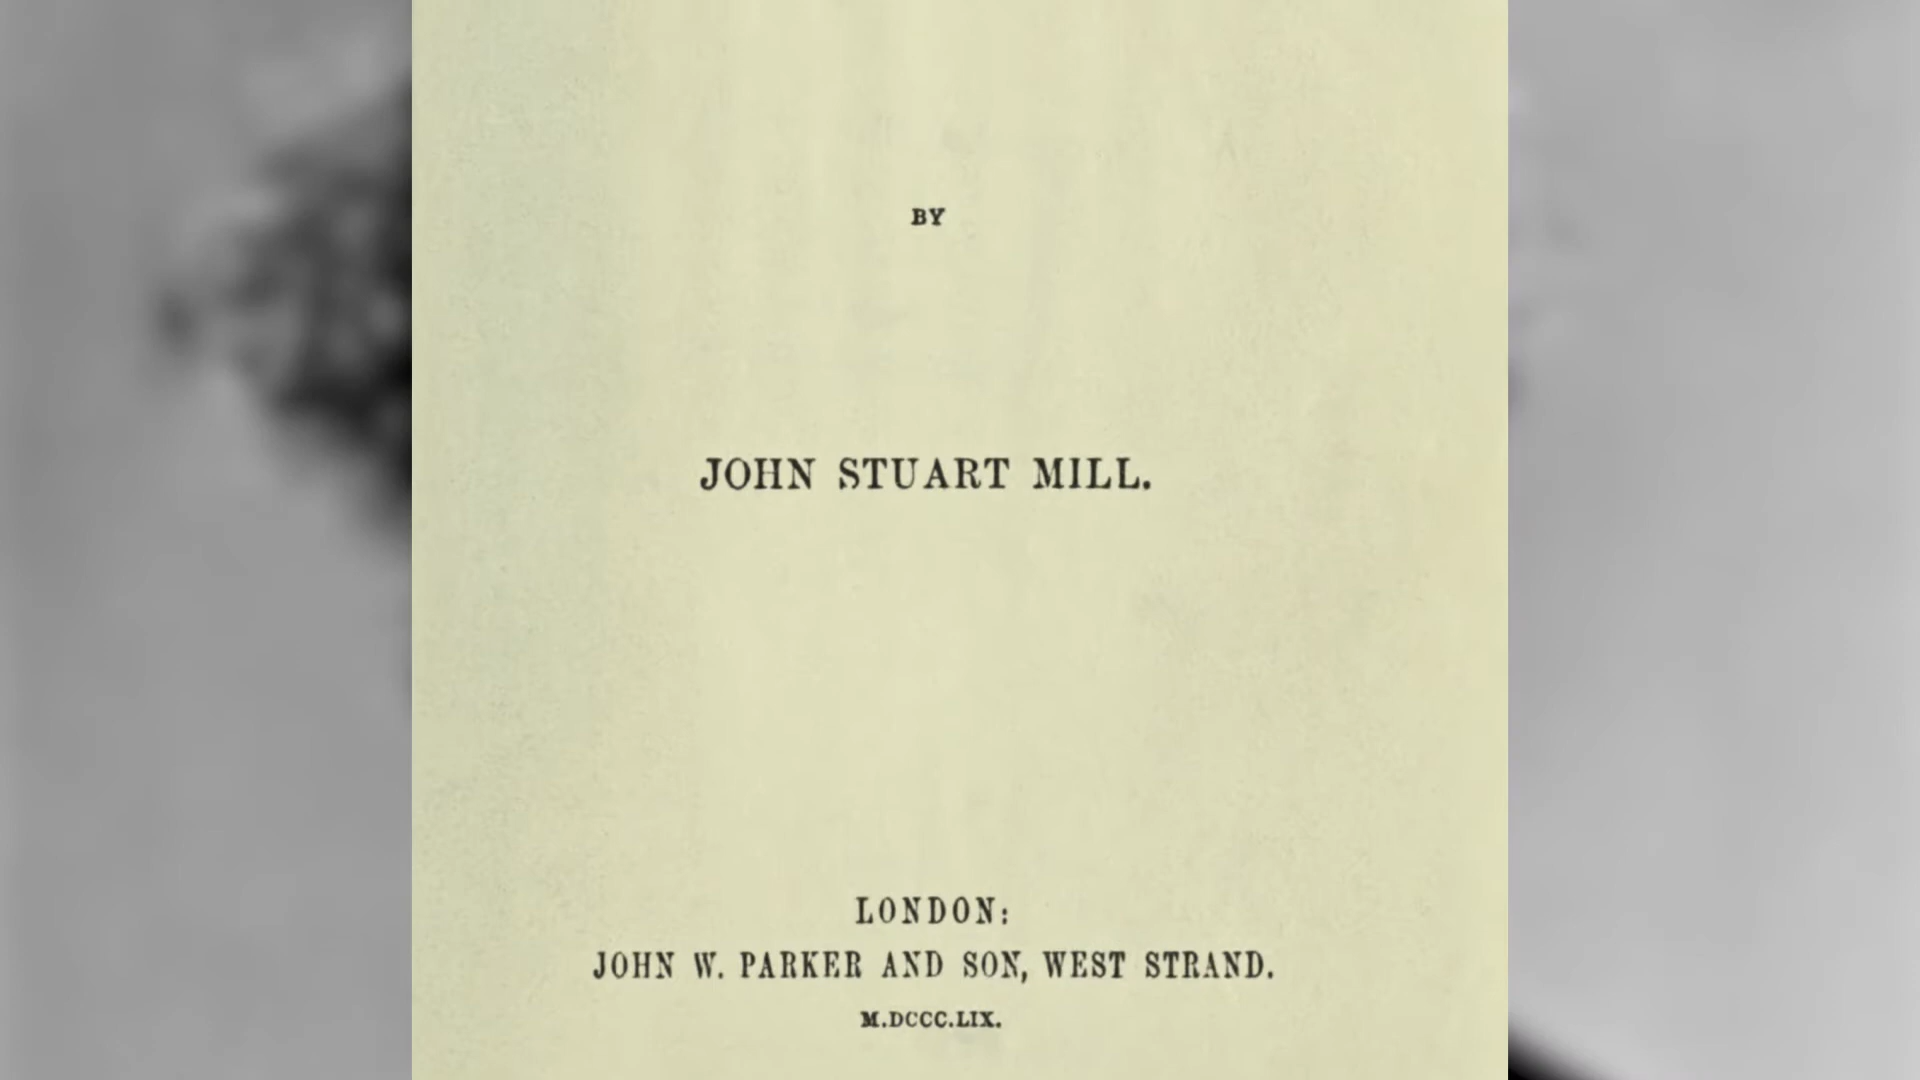 BY
JOHN STUART MILL.
LONDON:
JOHN W. PARKER AND SON, WEST STRAND.
M.DCCC.LIX.